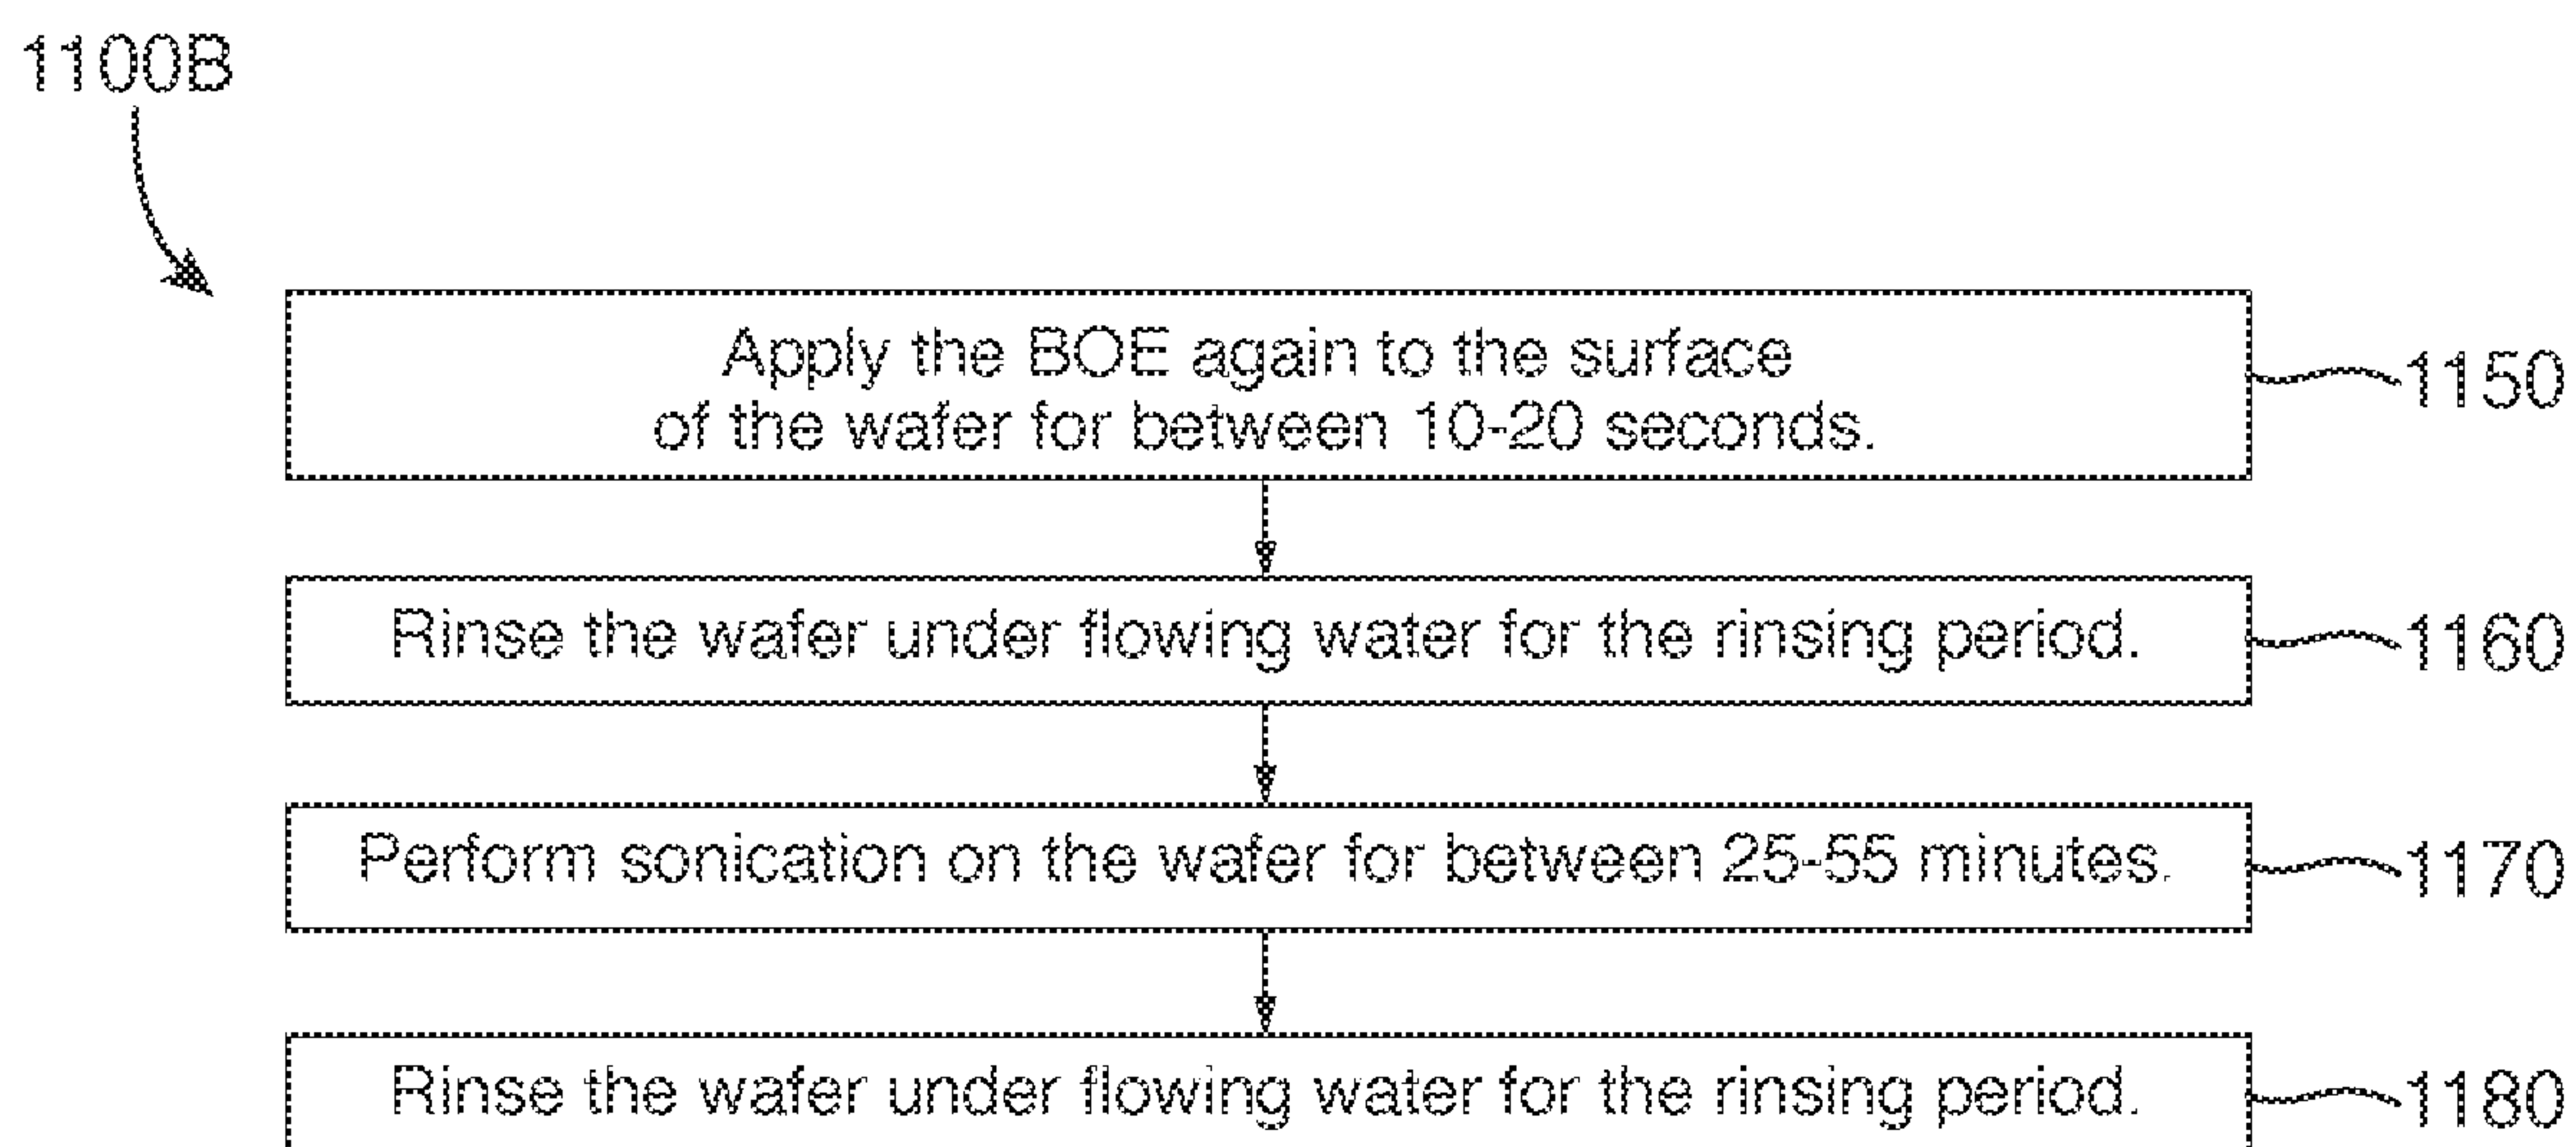 1100B
Apply the BOE again to the surface
of the wafer for between 10-20 seconds.
1150
Rinse the wafer under flowing water for the rinsing period.
1160
Perform sonication on the wafer for between 25-55 minutes.
1170
Rinse the wafer under flowing water for the rinsing period.
1180